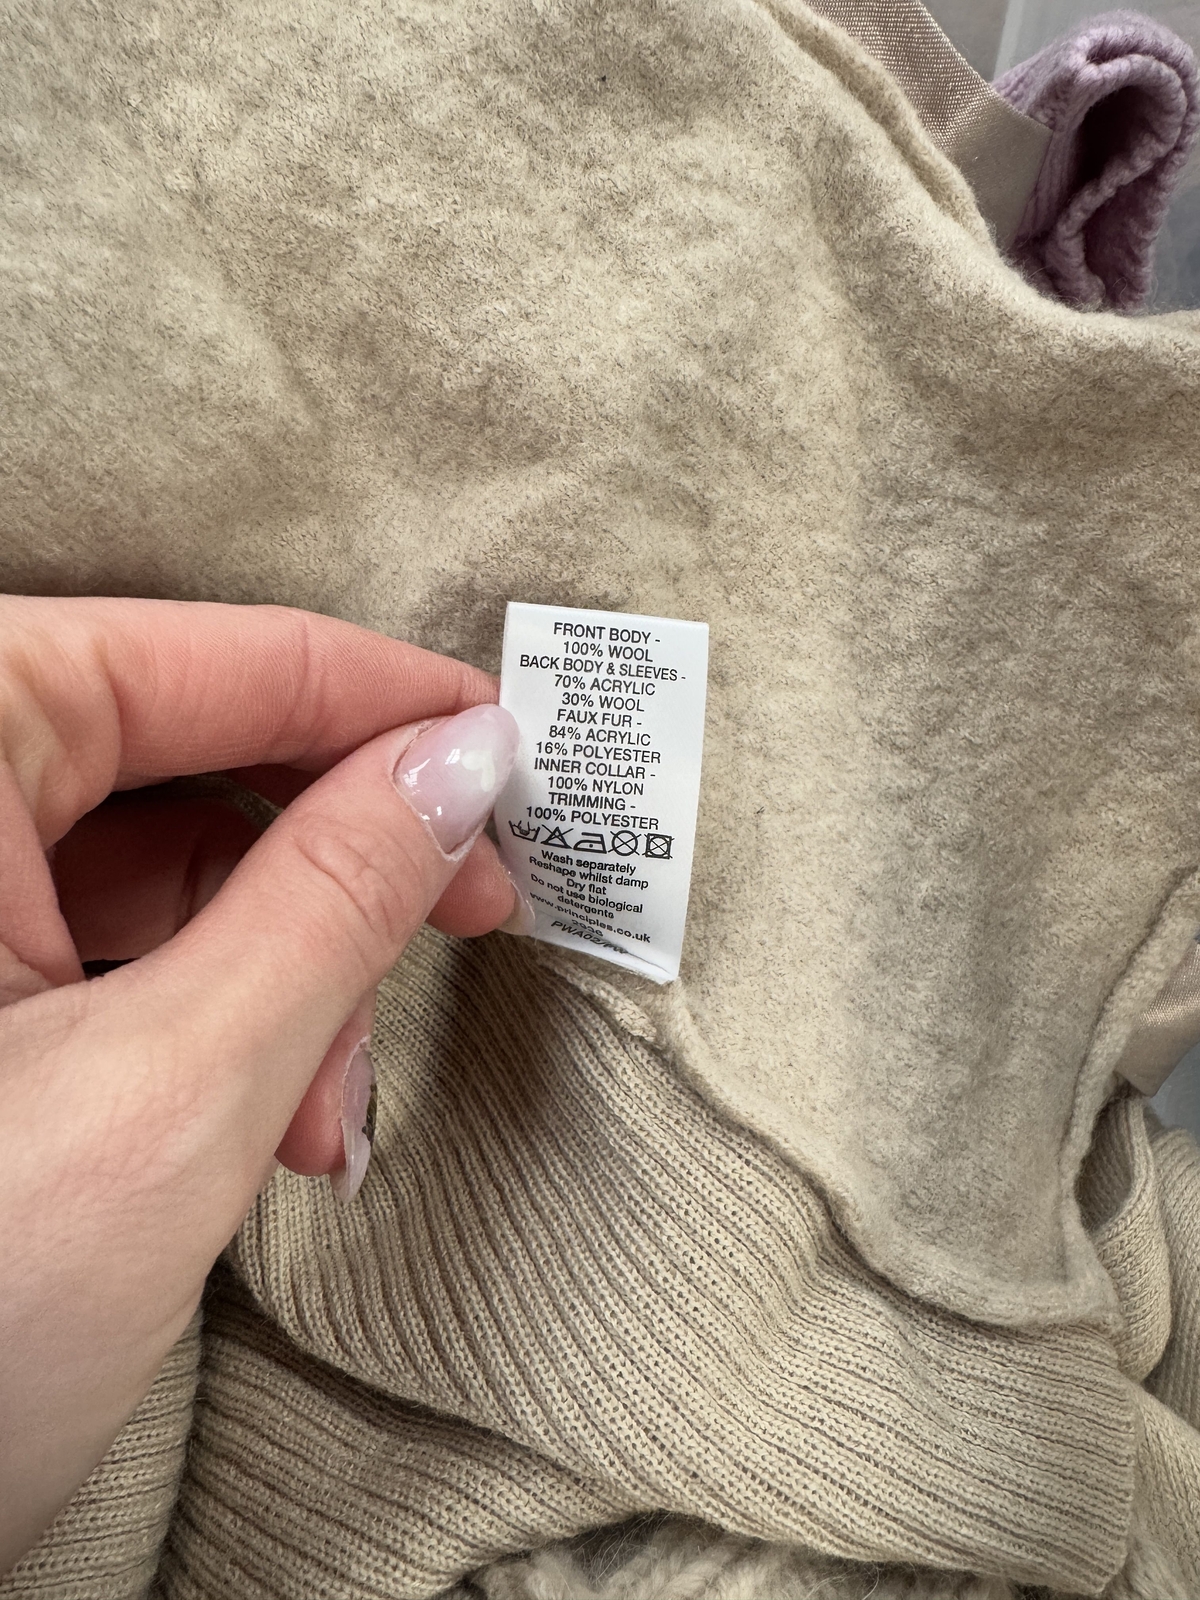 FRONT BODY -
100% WOOL
BACK BODY & SLEEVES -
70% ACRYLIC
30% WOOL
FAUX FUR -
84% ACRYLIC
16% POLYESTER
INNER COLLAR -
100% NYLON
TRIMMING -
100% POLYESTER
Wash separately
Reshape whilst damp
Dry flat
Do not use biological
detergents
www.principles.co.uk